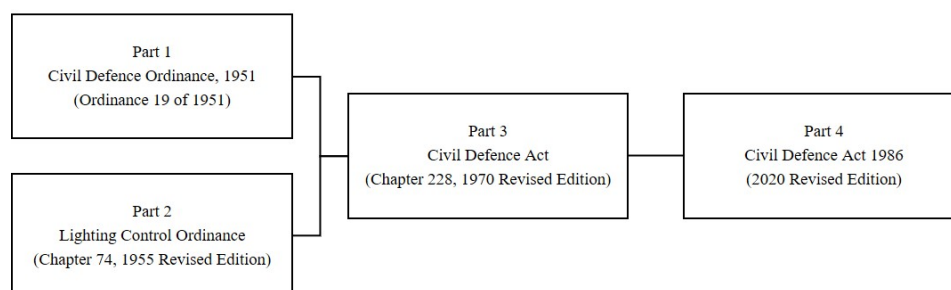 Part 1
Civil Defence Ordinance, 1951
(Ordinance 19 of 1951)
Part 2
Lighting Control Ordinance
(Chapter 74, 1955 Revised Edition)
Part 3
Civil Defence Act
(Chapter 228, 1970 Revised Edition)
Part 4
Civil Defence Act 1986
(2020 Revised Edition)